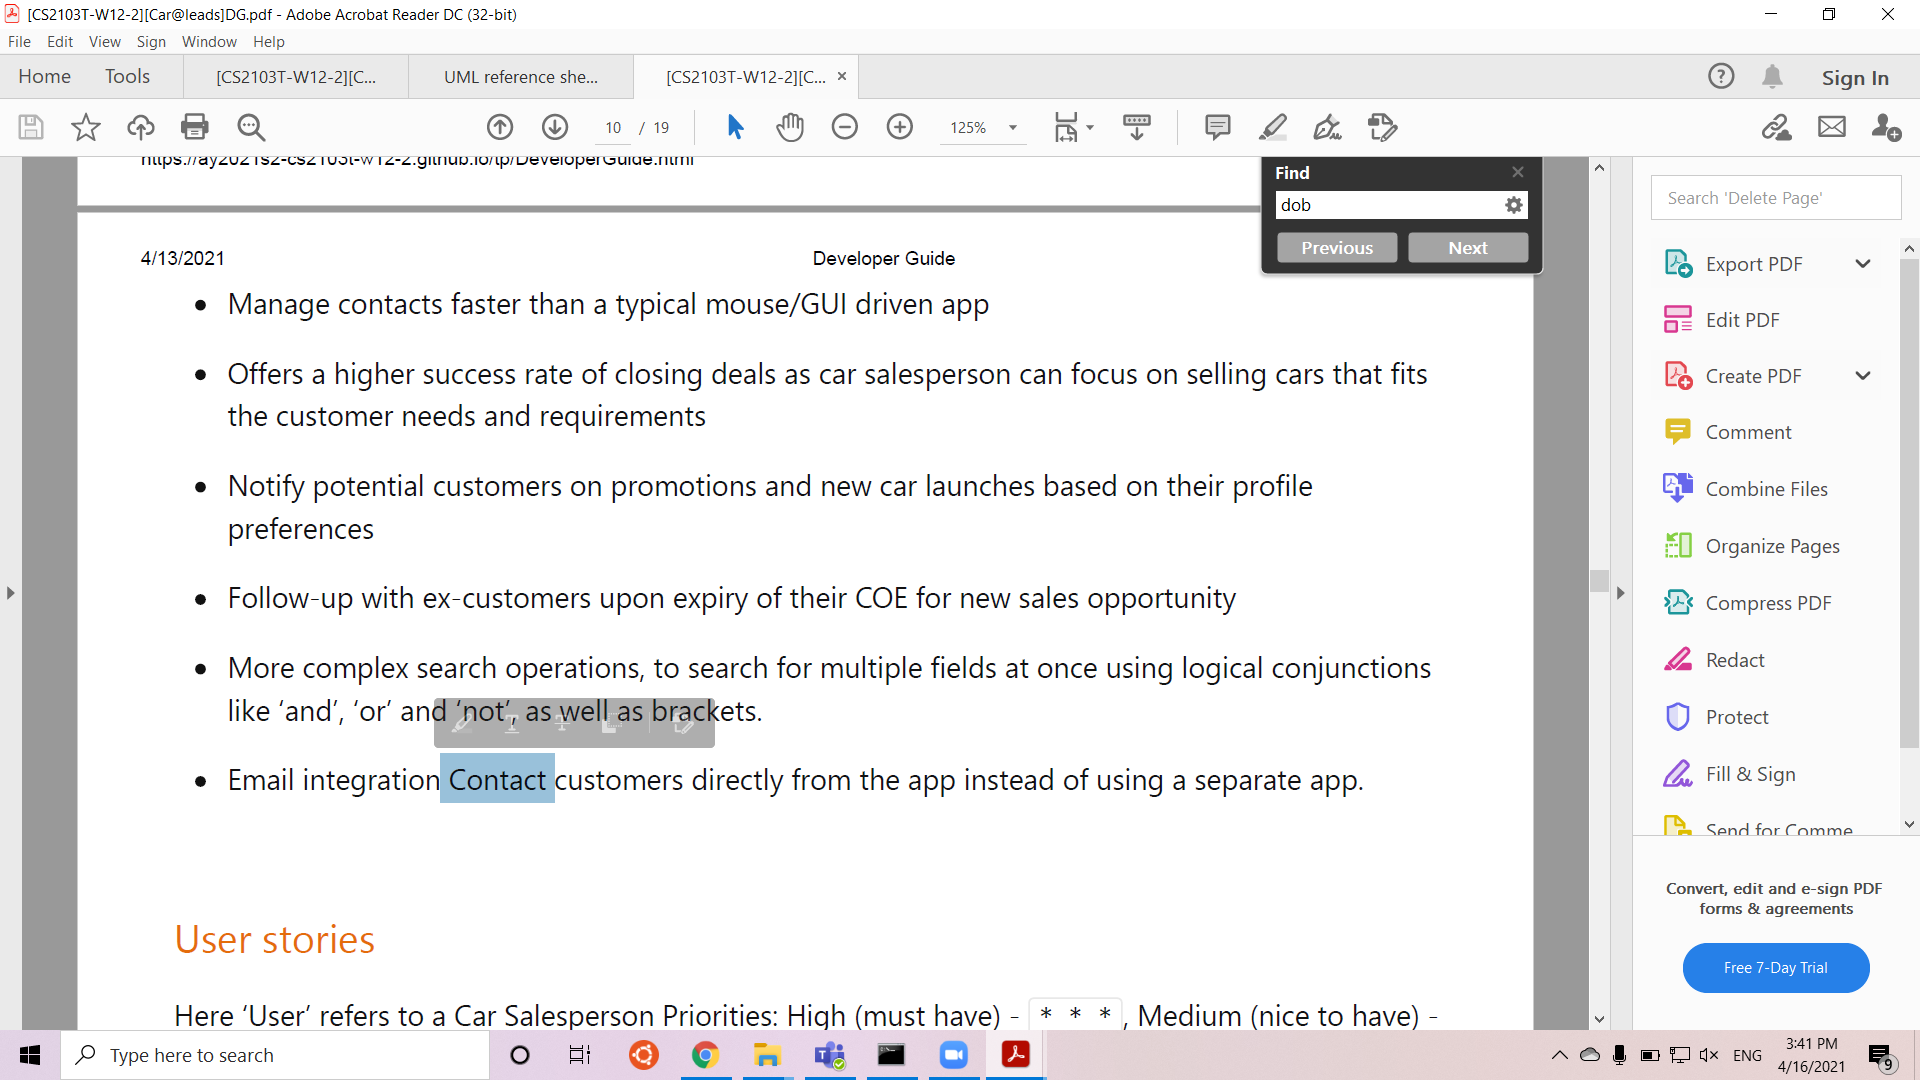 [CS2103T-W12-2][Car@leads]DG.pdf - Adobe Acrobat Reader DC (32-bit)
File Edit View Sign Window Help
Home Tools [CS2103T-W12-2][C... UML reference she... [CS2103T-W12-2][C... Sign In
10 / 19 125%
https://ay2021s2-cs2103t-w12-2.github.io/tp/DeveloperGuide.html
Find
dob
Previous Next
4/13/2021 Developer Guide
Manage contacts faster than a typical mouse/GUI driven app
Offers a higher success rate of closing deals as car salesperson can focus on selling cars that fits
the customer needs and requirements
Notify potential customers on promotions and new car launches based on their profile
preferences
Follow-up with ex-customers upon expiry of their COE for new sales opportunity
More complex search operations, to search for multiple fields at once using logical conjunctions
like ‘and’, ‘or’ and ‘not’, as well as brackets.
Email integration Contact customers directly from the app instead of using a separate app.
User stories
Here ‘User’ refers to a Car Salesperson Priorities: High (must have) - * * *, Medium (nice to have) -
Search 'Delete Page'
Export PDF
Edit PDF
Create PDF
Comment
Combine Files
Organize Pages
Compress PDF
Redact
Protect
Fill & Sign
Send for Comme
Convert, edit and e-sign PDF
forms & agreements
Free 7-Day Trial
Type here to search
ENG
3:41 PM
4/16/2021
9